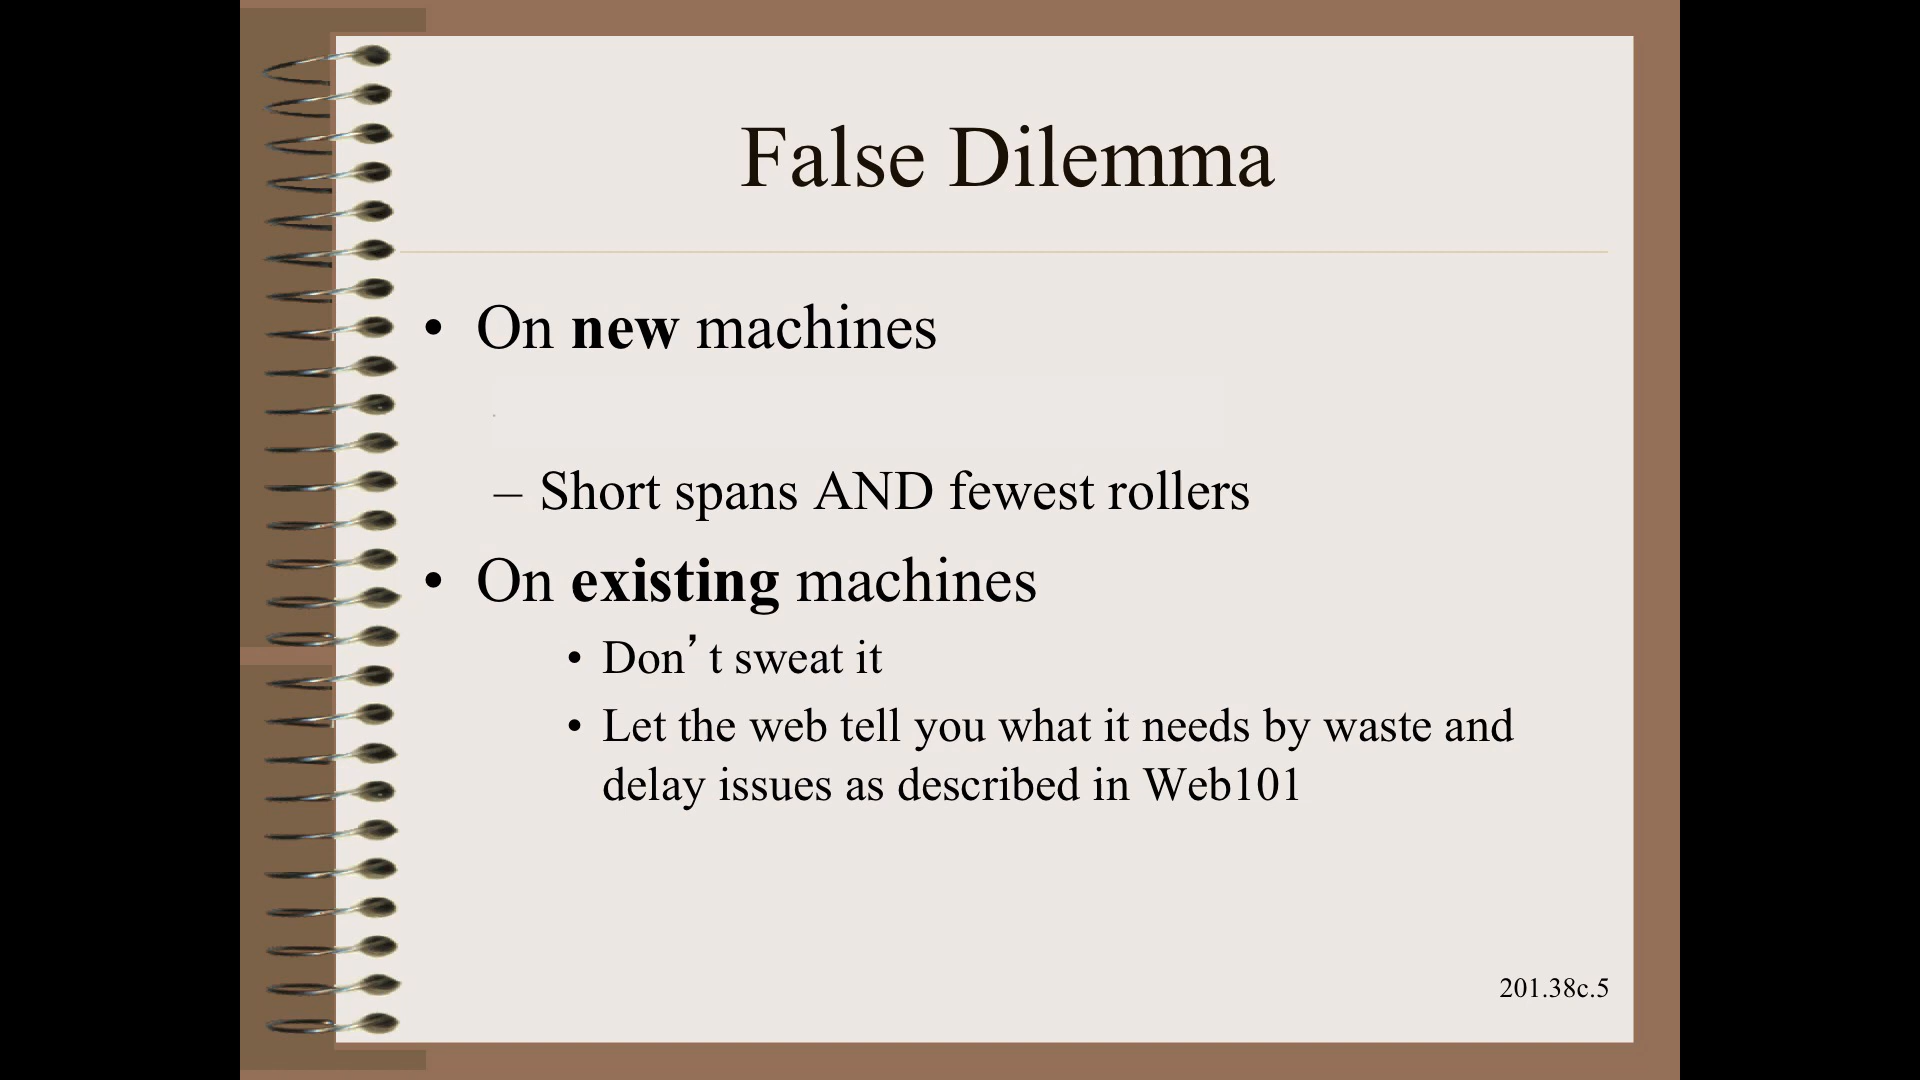 False Dilemma
• On new machines
– Short spans AND fewest rollers
• On existing machines
• Don’t sweat it
• Let the web tell you what it needs by waste and
delay issues as described in Web101
201.38c.5